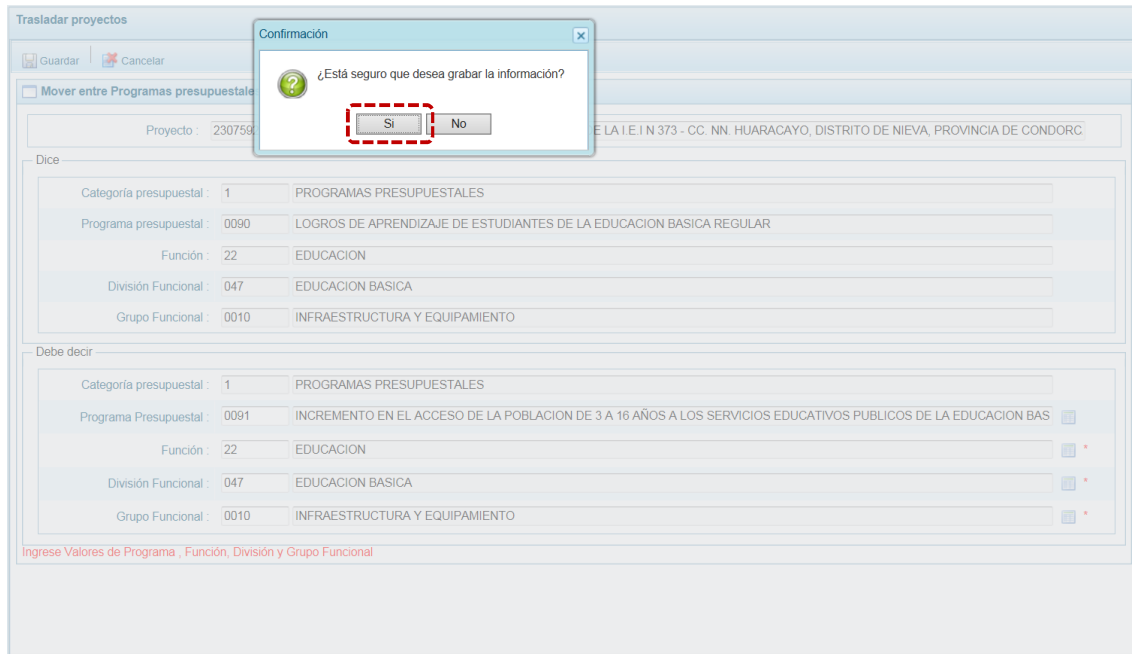 Trasladar proyectos
Confirmación
Guardar Cancelar
¿Está seguro que desea grabar la información?
Si No
Mover entre Programas
Proyecto : LA I.E.I N 373 - CC. NN. HUARACAYO, DISTRITO DE NIEVA, PROVINCIA DE CONDORC
Dice
Categoría presupuestal : 1 PROGRAMAS PRESUPUESTALES
Programa presupuestal : 0090 LOGROS DE APRENDIZAJE DE ESTUDIANTES DE LA EDUCACION BASICA REGULAR
Función : 22 EDUCACION
División Funcional : 047 EDUCACION BASICA
Grupo Funcional : 0010 INFRAESTRUCTURA Y EQUIPAMIENTO
Debe decir
Categoría presupuestal : 1 PROGRAMAS PRESUPUESTALES
Programa Presupuestal : 0091 INCREMENTO EN EL ACCESO DE LA POBLACION DE 3 A 16 AÑOS A LOS SERVICIOS EDUCATIVOS PUBLICOS DE LA EDUCACION BAS
Función : 22 EDUCACION *
División Funcional : 047 EDUCACION BASICA *
Grupo Funcional : 0010 INFRAESTRUCTURA Y EQUIPAMIENTO *
Ingrese Valores de Programa , Función, División y Grupo Funcional